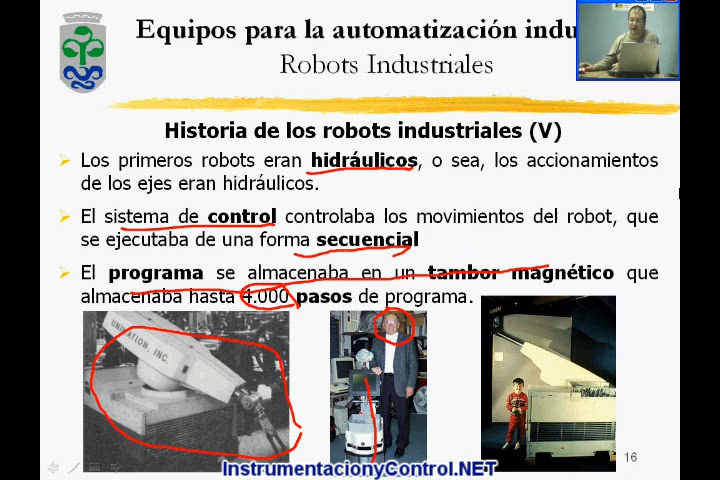 Equipos para la automatización indu
Robots Industriales
Historia de los robots industriales (V)
Los primeros robots eran hidráulicos, o sea, los accionamientos
de los ejes eran hidráulicos.
El sistema de control controlaba los movimientos del robot, que
se ejecutaba de una forma secuencial
El programa se almacenaba en un tambor magnético que
almacenaba hasta 4.000 pasos de programa.
UNIMATION, INC.
16
InstrumentacionyControl.NET